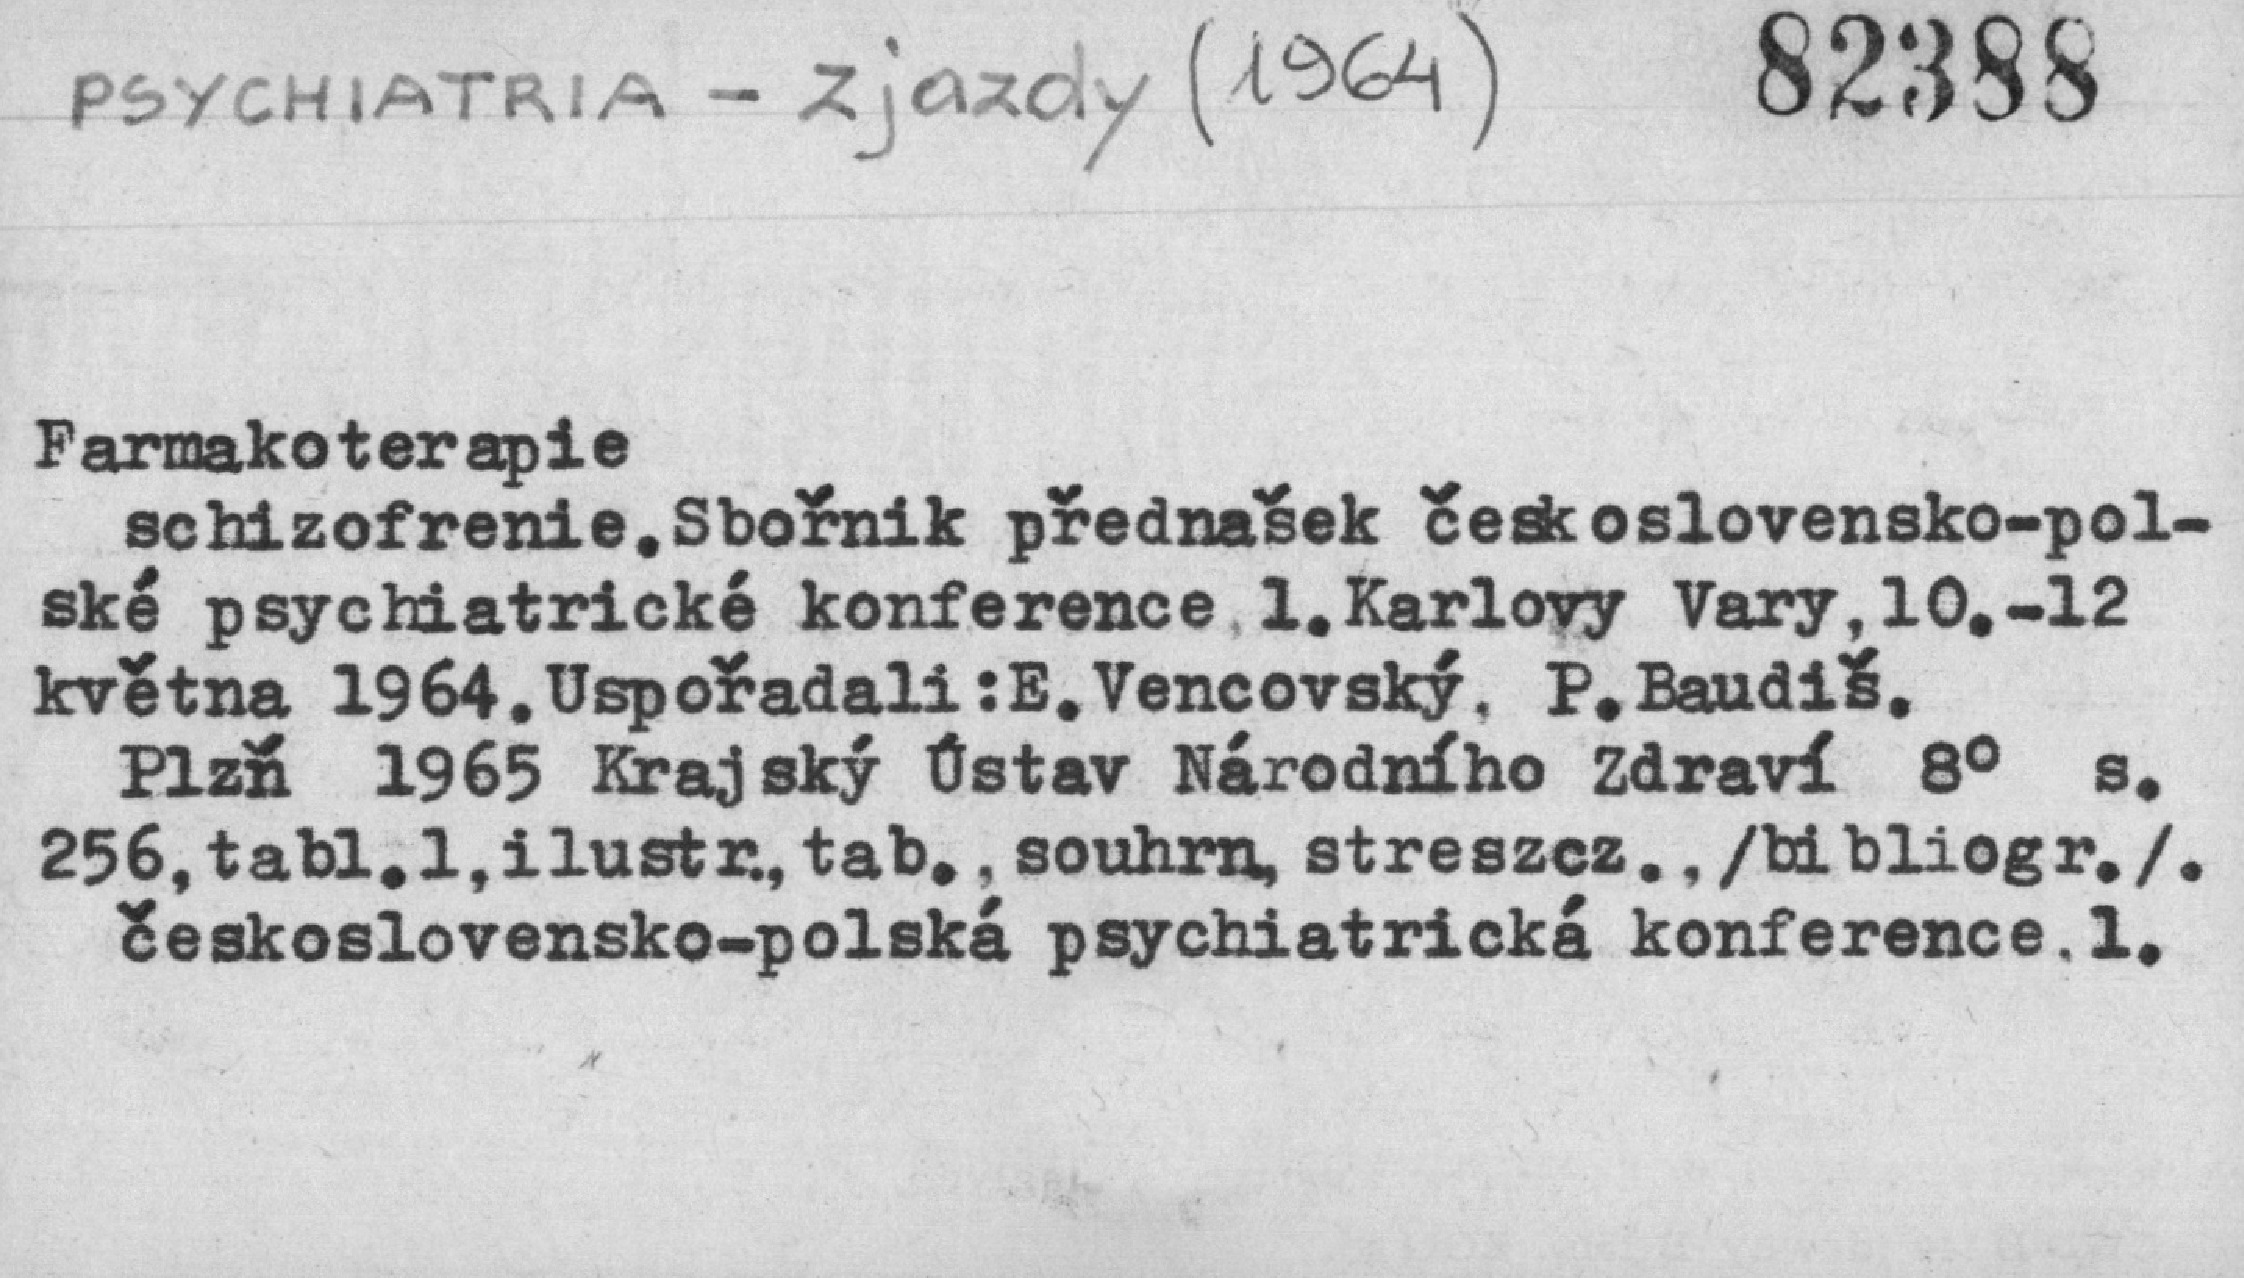 PSYCHIATRIA - zjazdy (1964) 82388
Farmakoterapie
schizofrenie.Sbořnik přednašek československo-pol-
ské psychiatrické konference.1.Karlovy Vary,10.-12
května 1964.Uspořadali:E.Vencovský. P.Baudiš.
Plzň 1965 Krajský Ústav Národního Zdraví 8° s.
256,tabl.1,ilustr.,tab.,souhrn,streszcz.,/bibliogr./.
československo-polská psychiatrická konference.1.